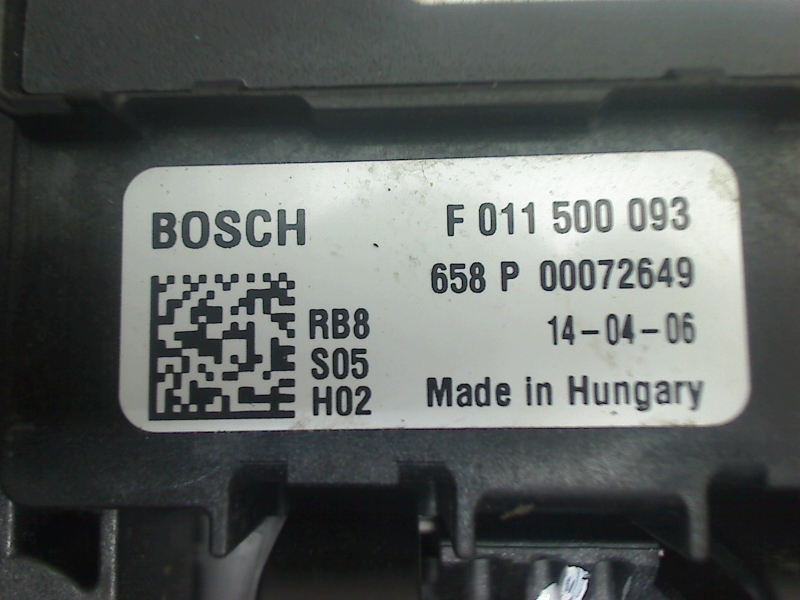 BOSCH
F 011 500 093
658 P 00072649
RB8
14-04-06
S05
H02
Made in Hungary